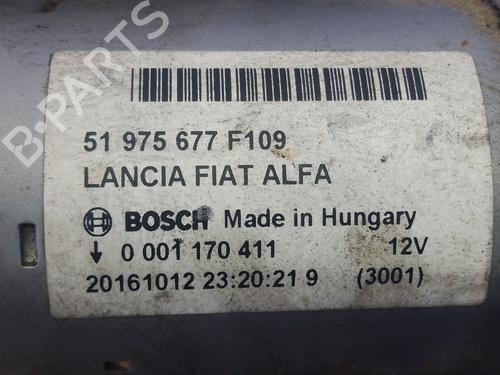 B-PARTS
51 975 677 F109
LANCIA FIAT ALFA
BOSCH Made in Hungary
↓ 0 001 170 411 12V
20161012 23:20:21 9 (3001)